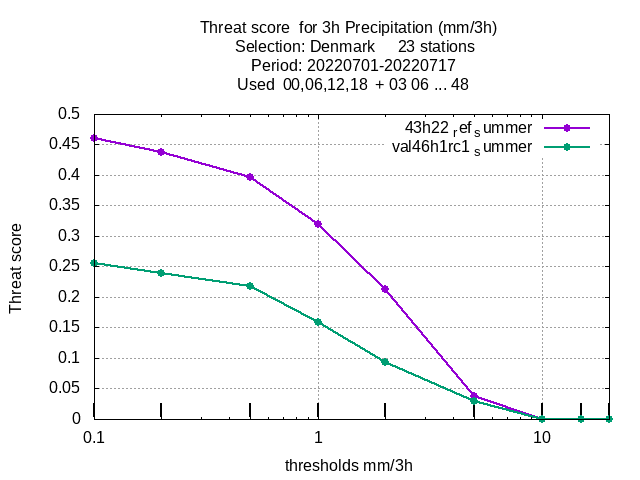 Threat score  for 3h Precipitation (mm/3h)
Selection: Denmark     23 stations
Period: 20220701-20220717
Used  00,06,12,18  + 03 06 ... 48
43h22 ref summer
val46h1rc1 summer
0.5
0.45
0.4
0.35
0.3
0.25
0.2
0.15
0.1
0.05
0
Threat score
0.1 1 10
thresholds mm/3h